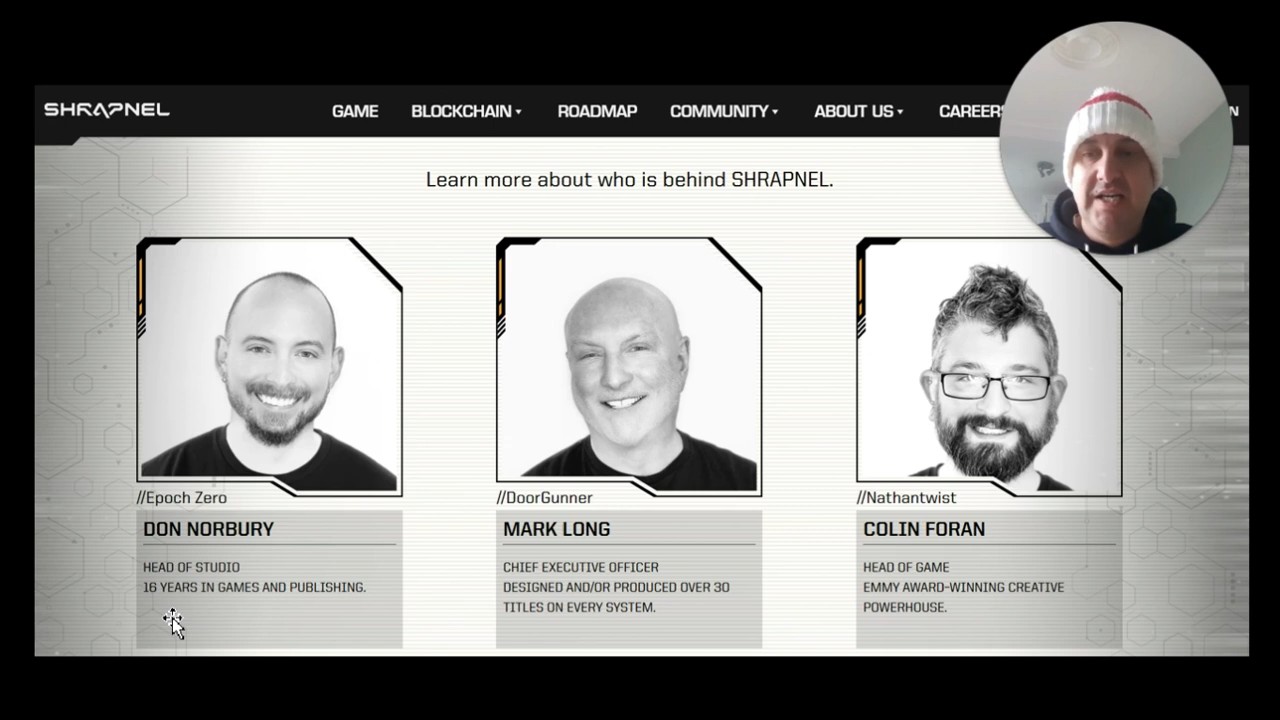 SHRAPNEL
GAME BLOCKCHAIN ROADMAP COMMUNITY ABOUT US CAREERS
Learn more about who is behind SHRAPNEL.
//Epoch Zero
DON NORBURY
HEAD OF STUDIO
16 YEARS IN GAMES AND PUBLISHING.
//DoorGunner
MARK LONG
CHIEF EXECUTIVE OFFICER
DESIGNED AND/OR PRODUCED OVER 30
TITLES ON EVERY SYSTEM.
//Nathantwist
COLIN FORAN
HEAD OF GAME
EMMY AWARD-WINNING CREATIVE
POWERHOUSE.